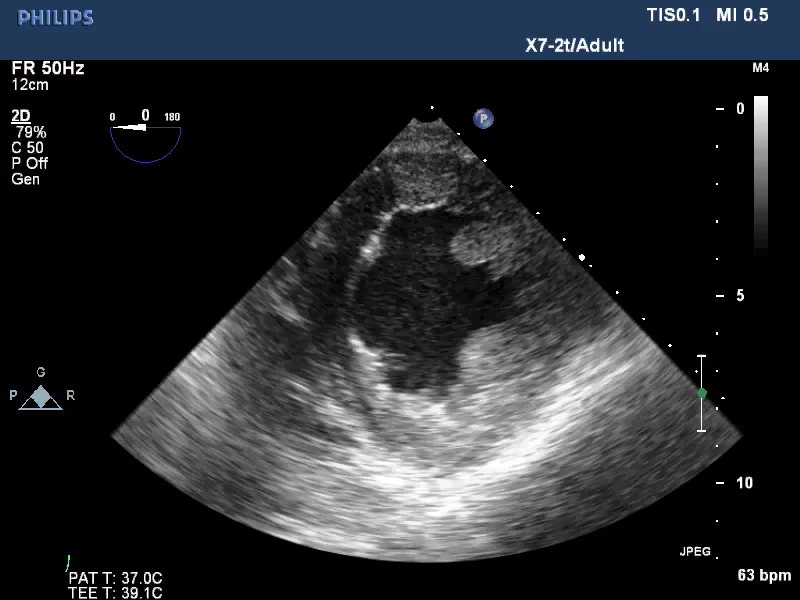 PHILIPS
TIS0.1 MI 0.5
X7-2t/Adult
FR 50Hz
12cm
M4
2D
79%
C 50
P Off
Gen
0 0 180
P
0
5
10
G
P R
JPEG
PAT T: 37.0C
TEE T: 39.1C
63 bpm